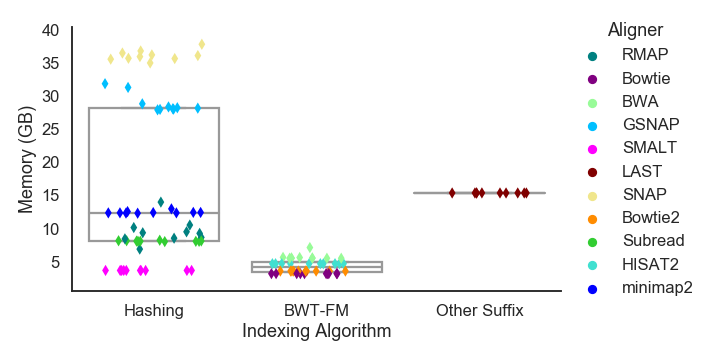 40
35
30
25
20
15
10
5
Memory (GB)
Hashing
BWT-FM
Other Suffix
Indexing Algorithm
Aligner
RMAP
Bowtie
BWA
GSNAP
SMALT
LAST
SNAP
Bowtie2
Subread
HISAT2
minimap2